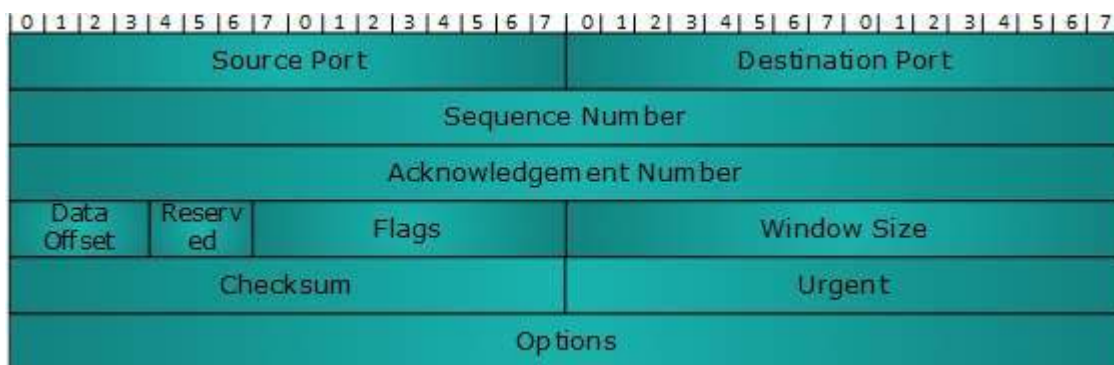 0 1 2 3 4 5 6 7 0 1 2 3 4 5 6 7 0 1 2 3 4 5 6 7 0 1 2 3 4 5 6 7
Source Port Destination Port
Sequence Number
Acknowledgement Number
Data Offset Reserved Flags Window Size
Checksum Urgent
Options